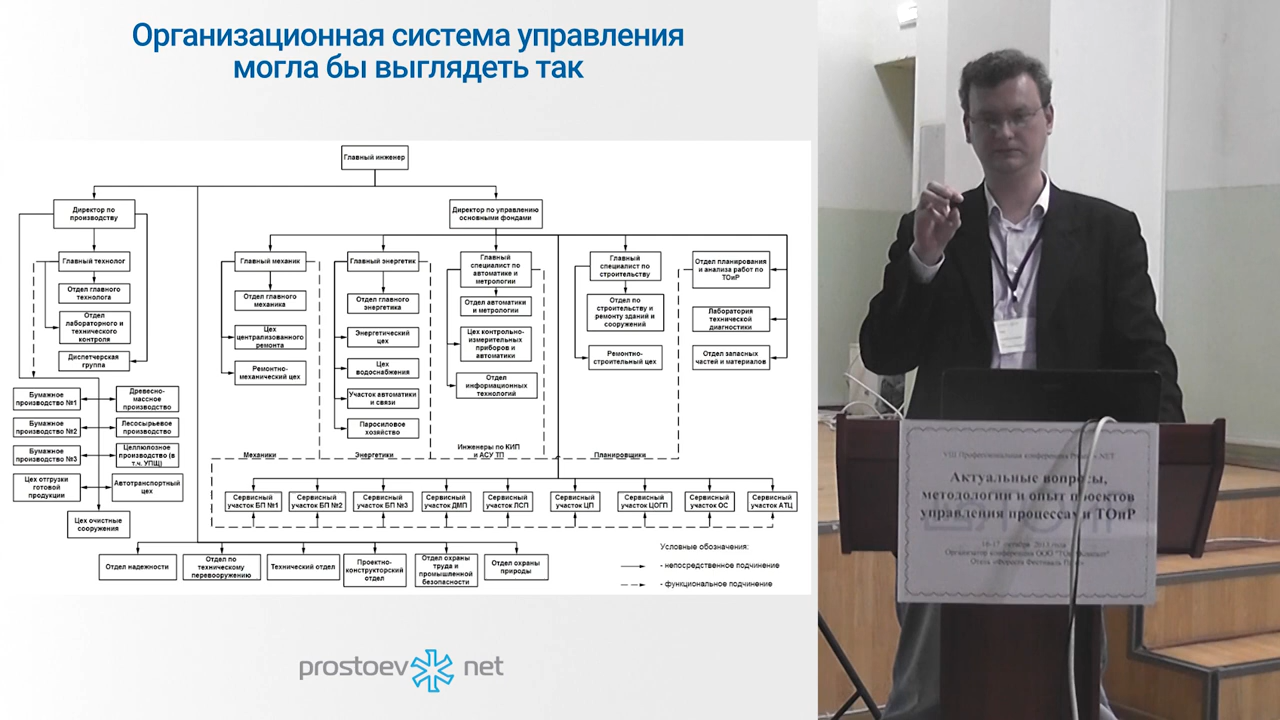 Организационная система управления
могла бы выглядеть так
Главный инженер
Директор по
производству
Директор по управлению
основными фондами
Главный технолог
Отдел главного
технолога
Отдел
лабораторного и
технического
контроля
Диспетчерская
группа
Бумажное
производство №1
Древесно-
массное
производство
Бумажное
производство №2
Лесосырьевое
производство
Бумажное
производство №3
Целлюлозное
производство (в
т.ч. УПЩ)
Цех отгрузки
готовой
продукции
Автотранспортный
цех
Цех очистные
сооружения
Главный механик
Отдел главного
механика
Цех
централизованного
ремонта
Ремонтно-
механический цех
Главный энергетик
Отдел главного
энергетика
Энергетический
цех
Цех
водоснабжения
Участок автоматики
и связи
Паросиловое
хозяйство
Главный
специалист по
автоматике и
метрологии
Отдел автоматики
и метрологии
Цех контрольно-
измерительных
приборов и
автоматики
Отдел
информационных
технологий
Главный
специалист по
строительству
Отдел по
строительству и
ремонту зданий и
сооружений
Ремонтно-
строительный цех
Отдел планирования
и анализа работ по
ТОиР
Лаборатория
технической
диагностики
Отдел запасных
частей и материалов
Механики
Энергетики
Инженеры по КИП
и АСУ ТП
Планировщики
Сервисный
участок БП №1
Сервисный
участок БП №2
Сервисный
участок БП №3
Сервисный
участок ДМП
Сервисный
участок ЛСП
Сервисный
участок ЦП
Сервисный
участок ЦОГП
Сервисный
участок ОС
Сервисный
участок АТЦ
Отдел надежности
Отдел по
техническому
перевооружению
Технический отдел
Проектно-
конструкторский
отдел
Отдел охраны
труда и
промышленной
безопасности
Отдел охраны
природы
Условные обозначения:
- непосредственное подчинение
- функциональное подчинение
prostoev net
VIII Профессиональная конференция
Актуальные вопросы,
методологии и опыт проектов
управления процессами ТОиР
Организатор конференции ООО